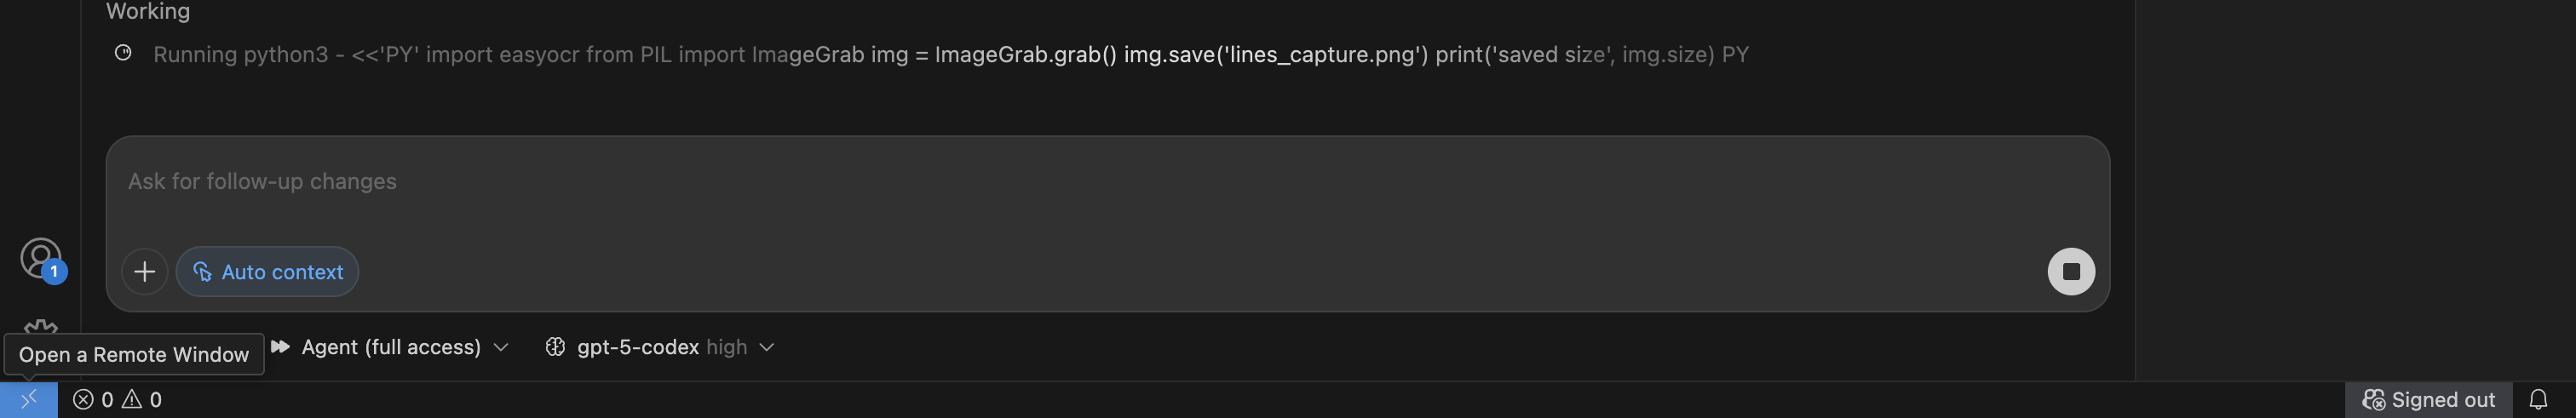 Working
Running python3 - <<'PY' import easyocr from PIL import ImageGrab img = ImageGrab.grab() img.save('lines_capture.png') print('saved size', img.size) PY
Ask for follow-up changes
1
Auto context
Open a Remote Window
Agent (full access)
gpt-5-codex high
0 0
Signed out